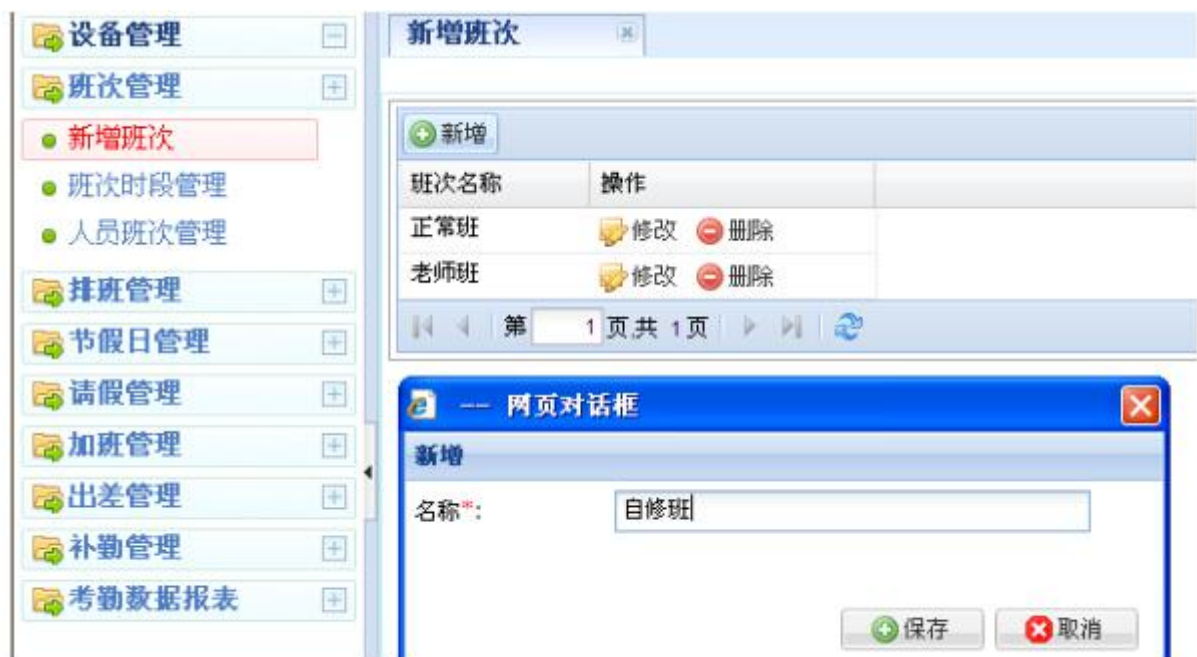 设备管理
班次管理
新增班次
班次时段管理
人员班次管理
排班管理
节假日管理
请假管理
加班管理
出差管理
补勤管理
考勤数据报表
新增班次
新增
班次名称 操作
正常班 修改 删除
老师班 修改 删除
第 1 页,共 1页
-- 网页对话框
新增
名称*: 自修班
保存 取消